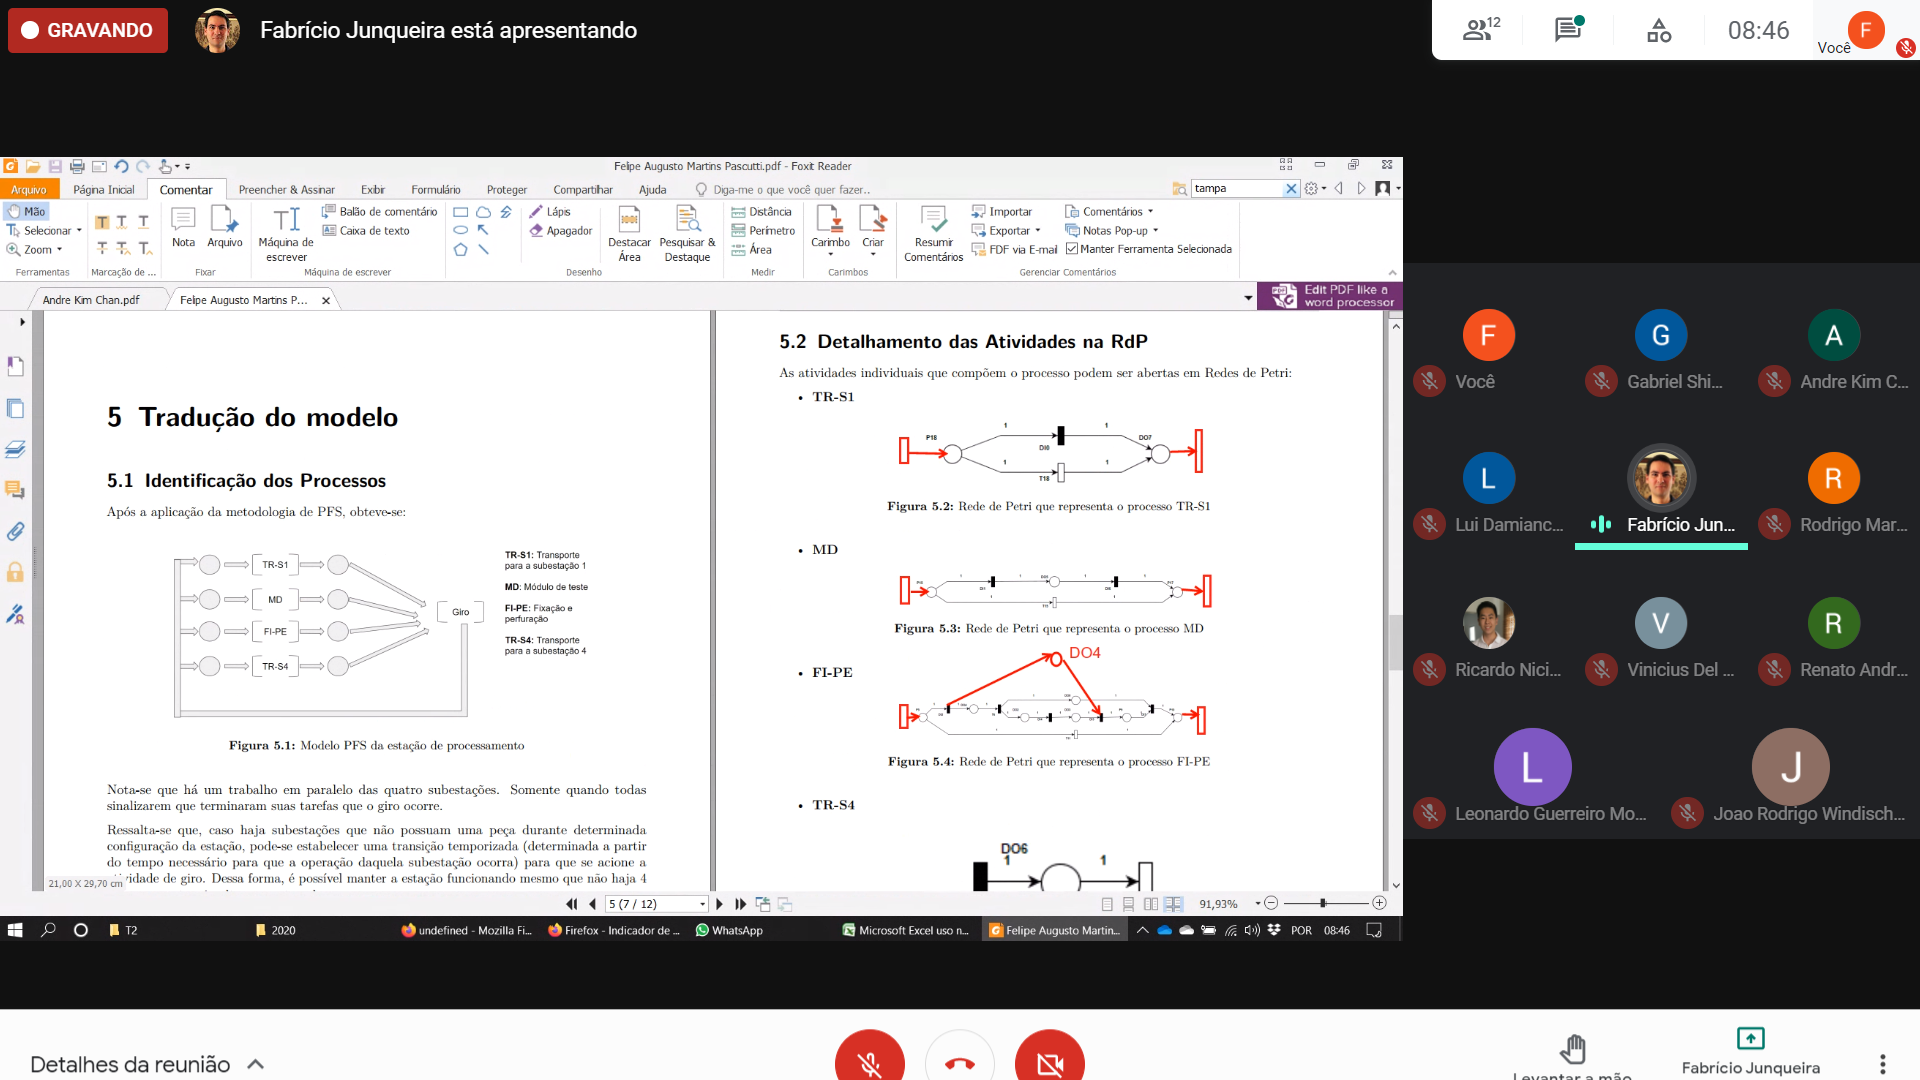 GRAVANDO
Fabrício Junqueira está apresentando
12
08:46
Você
F
Felipe Augusto Martins Pascutti.pdf - Foxit Reader
Arquivo
Página Inicial
Comentar
Preencher & Assinar
Exibir
Formulário
Proteger
Compartilhar
Ajuda
Diga-me o que você quer fazer..
tampa
Mão
Selecionar
Zoom
Ferramentas
Marcação de ...
Nota
Arquivo
Fixar
Máquina de escrever
Balão de comentário
Caixa de texto
Máquina de escrever
Lápis
Apagador
Desenho
Destacar Área
Pesquisar & Destaque
Distância
Perímetro
Área
Medir
Carimbo
Criar
Carimbos
Resumir Comentários
Importar
Exportar
FDF via E-mail
Comentários
Notas Pop-up
Manter Ferramenta Selecionada
Gerenciar Comentários
Andre Kim Chan.pdf
Felipe Augusto Martins P...
Edit PDF like a
word processor
5 Tradução do modelo
5.1 Identificação dos Processos
Após a aplicação da metodologia de PFS, obteve-se:
TR-S1
MD
FI-PE
TR-S4
Giro
TR-S1: Transporte
para a subestação 1
MD: Módulo de teste
FI-PE: Fixação e
perfuração
TR-S4: Transporte
para a subestação 4
Figura 5.1: Modelo PFS da estação de processamento
Nota-se que há um trabalho em paralelo das quatro subestações. Somente quando todas
sinalizarem que terminaram suas tarefas que o giro ocorre.
Ressalta-se que, caso haja subestações que não possuam uma peça durante determinada
configuração da estação, pode-se estabelecer uma transição temporizada (determinada a partir
do tempo necessário para que a operação daquela subestação ocorra) para que se acione a
idade de giro. Dessa forma, é possível manter a estação funcionando mesmo que não haja 4
21,00 X 29,70 cm
5.2 Detalhamento das Atividades na RdP
As atividades individuais que compõem o processo podem ser abertas em Redes de Petri:
• TR-S1
P18
1
DI0
1
DO7
1
T18
1
Figura 5.2: Rede de Petri que representa o processo TR-S1
• MD
Figura 5.3: Rede de Petri que representa o processo MD
DO4
• FI-PE
Figura 5.4: Rede de Petri que representa o processo FI-PE
• TR-S4
DO6
1
1
5 (7 / 12)
91,93%
T2
2020
undefined - Mozilla Fi...
Firefox - Indicador de ...
WhatsApp
Microsoft Excel uso n...
Felipe Augusto Martin...
POR
08:46
F
Você
G
Gabriel Shi...
A
Andre Kim C...
L
Lui Damianc...
Fabrício Jun...
R
Rodrigo Mar...
Ricardo Nici...
V
Vinicius Del ...
R
Renato Andr...
L
Leonardo Guerreiro Mo...
J
Joao Rodrigo Windisch...
Detalhes da reunião
Levantar a mão
Fabrício Junqueira